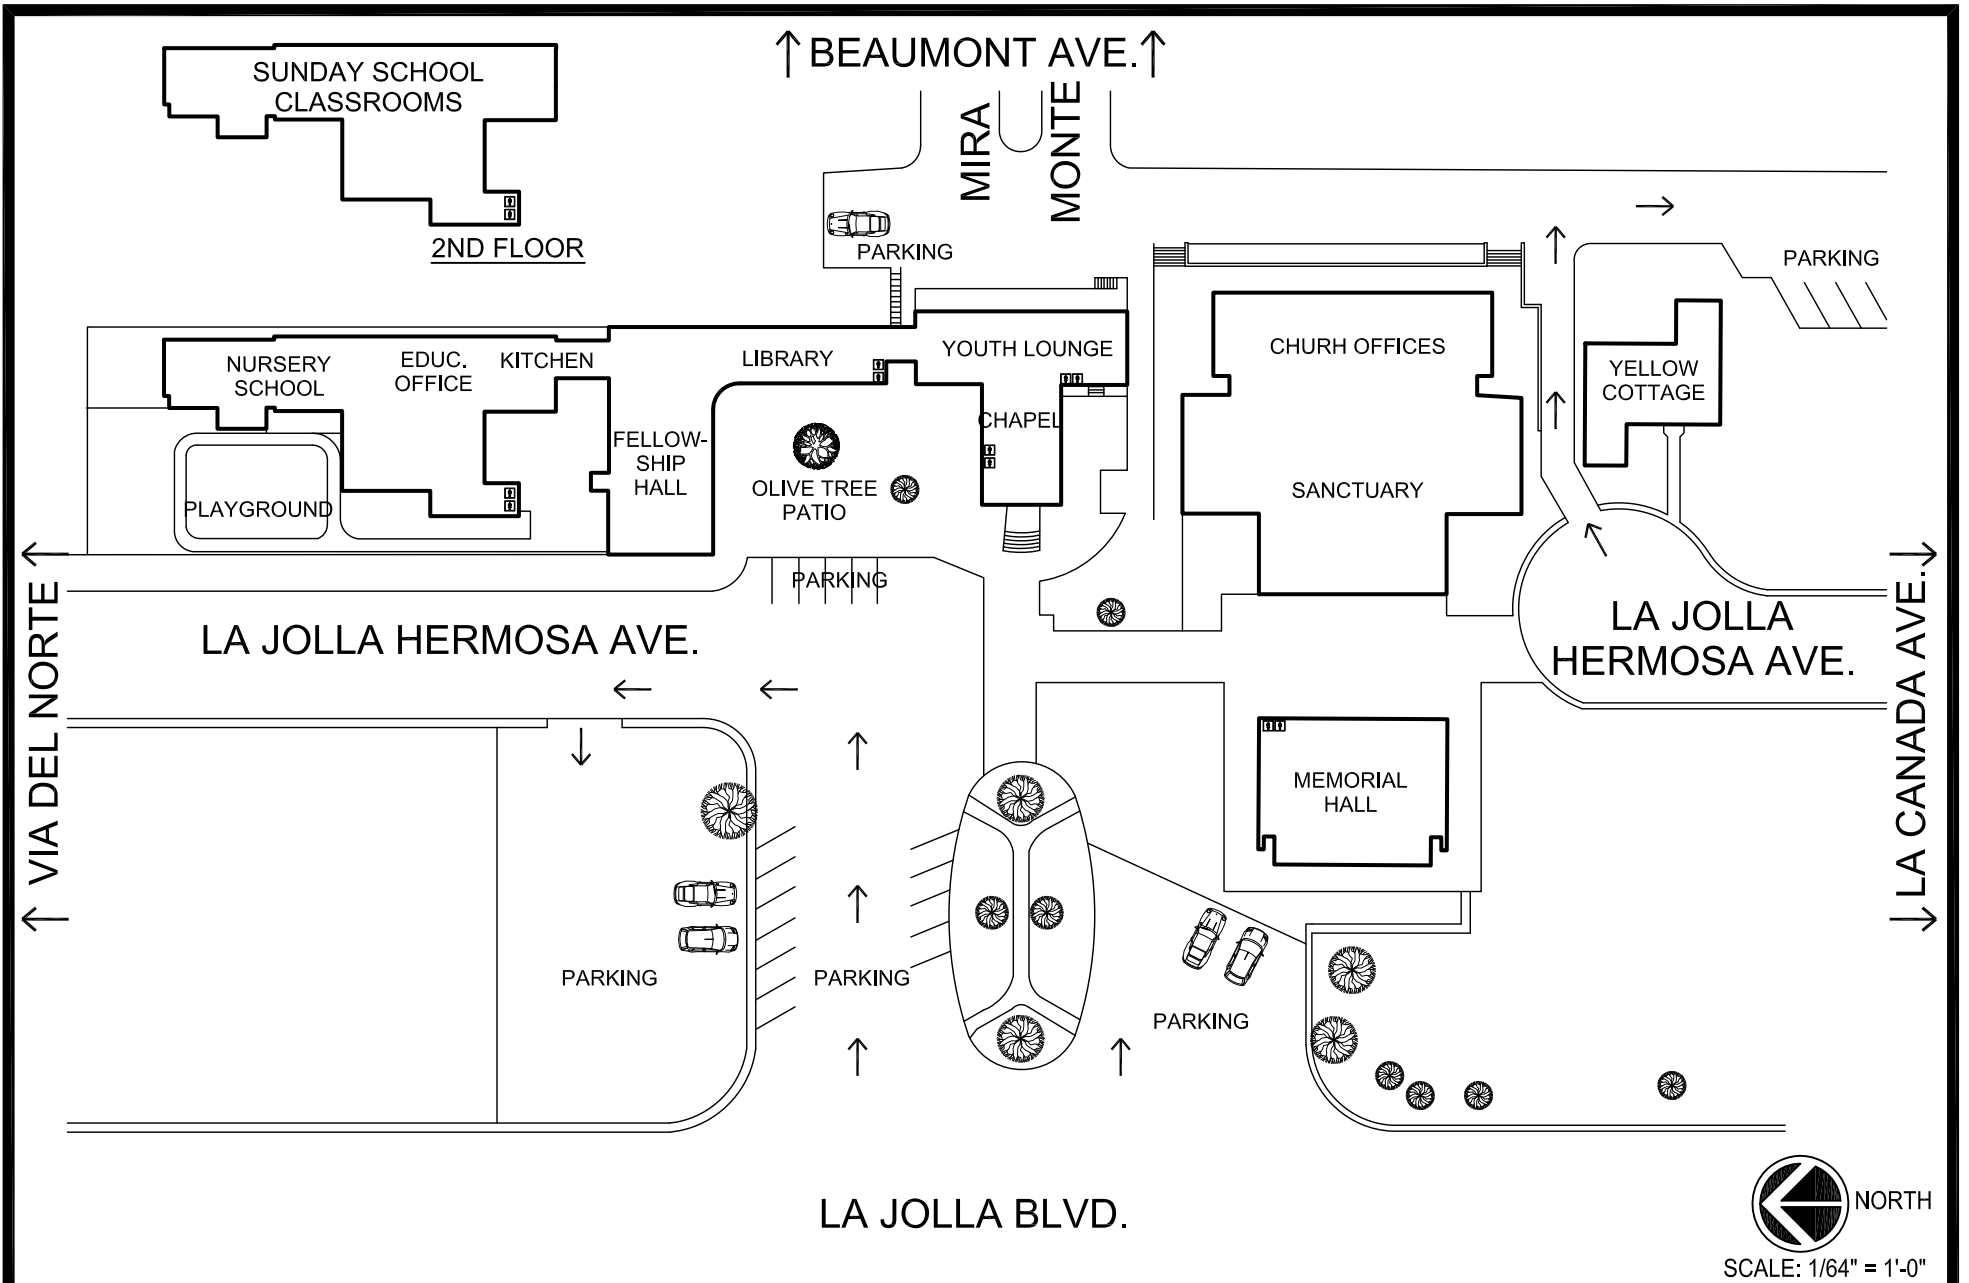 BEAUMONT AVE.
SUNDAY SCHOOL
CLASSROOMS
2ND FLOOR
MIRA
MONTE
PARKING
PARKING
NURSERY
SCHOOL
EDUC.
OFFICE
KITCHEN
LIBRARY
YOUTH LOUNGE
CHURH OFFICES
YELLOW
COTTAGE
CHAPEL
FELLOW-
SHIP
HALL
OLIVE TREE
PATIO
SANCTUARY
PLAYGROUND
PARKING
VIA DEL NORTE
LA JOLLA HERMOSA AVE.
LA JOLLA
HERMOSA AVE.
LA CANADA AVE.
MEMORIAL
HALL
PARKING
PARKING
PARKING
LA JOLLA BLVD.
NORTH
SCALE: 1/64" = 1'-0"